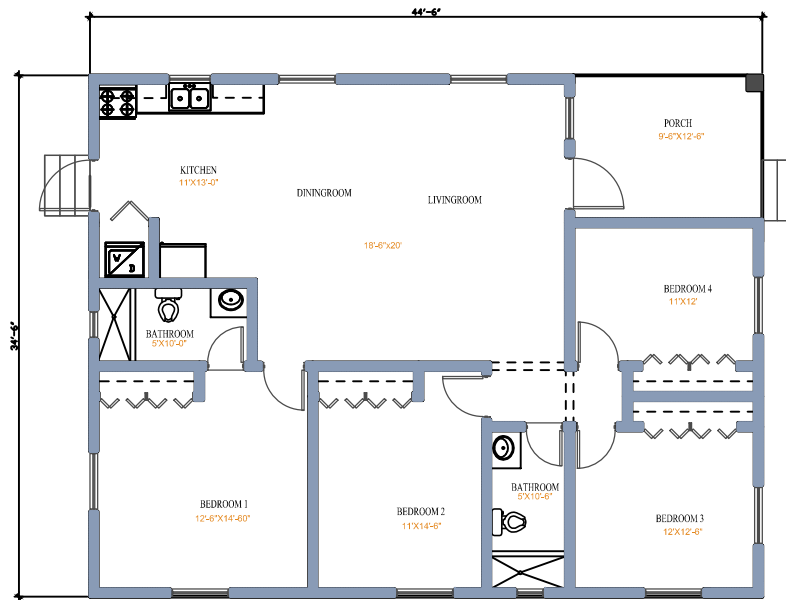 44'-6"
34'-6"
PORCH
9'-6"X12'-6"
KITCHEN
11'X13'-0"
DININGROOM
LIVINGROOM
18'-6"x20'
W
D
BEDROOM 4
11'X12'
BATHROOM
5'X10'-0"
BEDROOM 1
12'-6"X14'-60"
BEDROOM 2
11'X14'-6"
BATHROOM
5'X10'-6"
BEDROOM 3
12'X12'-6"